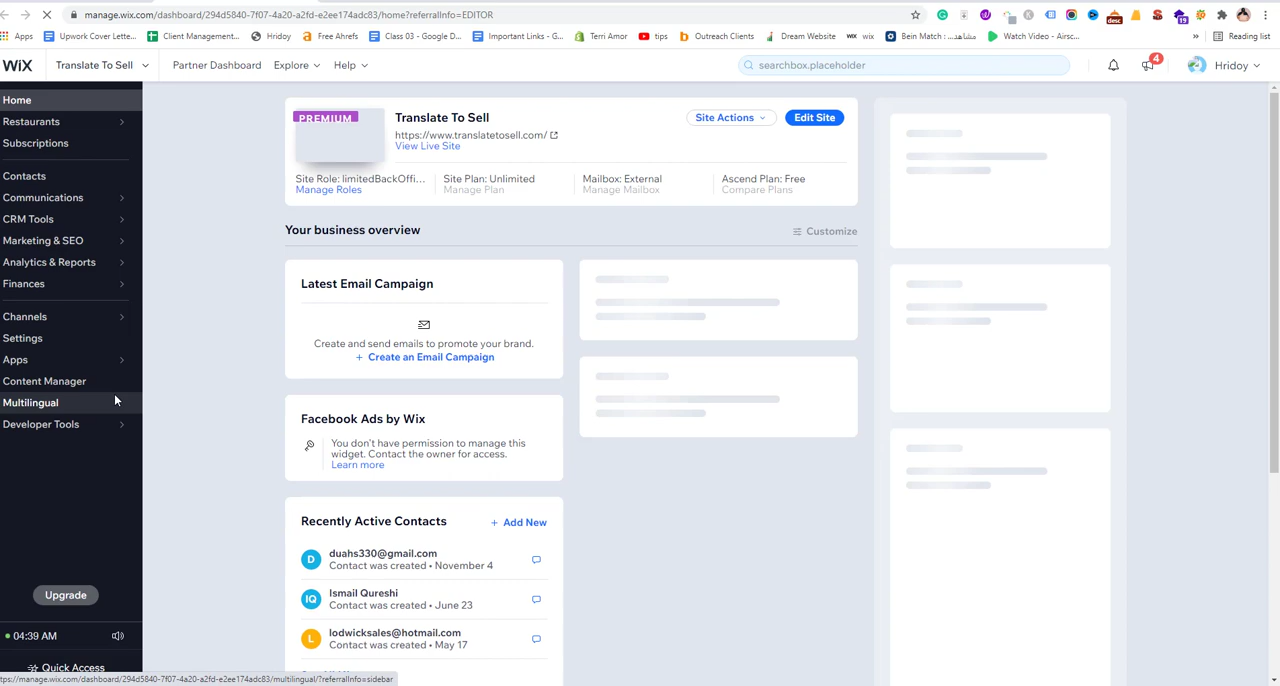 manage.wix.com/dashboard/294d5840-7f07-4a20-a2fd-e2ee174adc83/home?referralInfo=EDITOR
desc
19
Apps
Upwork Cover Lette...
Client Management...
Hridoy
Free Ahrefs
Class 03 - Google D...
Important Links - G...
Terri Amor
tips
Outreach Clients
Dream Website
WIX wix
Bein Match : مشاهد...
Watch Video - Airsc...
»
Reading list
WiX
Translate To Sell
Partner Dashboard
Explore
Help
searchbox.placeholder
4
Hridoy
Home
Restaurants
Subscriptions
Contacts
Communications
CRM Tools
Marketing & SEO
Analytics & Reports
Finances
Channels
Settings
Apps
Content Manager
Multilingual
Developer Tools
Upgrade
04:39 AM
Quick Access
PREMIUM
Translate To Sell
https://www.translatetosell.com/
View Live Site
Site Actions
Edit Site
Site Role: limitedBackOffi...
Manage Roles
Site Plan: Unlimited
Manage Plan
Mailbox: External
Manage Mailbox
Ascend Plan: Free
Compare Plans
Your business overview
Customize
Latest Email Campaign
Create and send emails to promote your brand.
+ Create an Email Campaign
Facebook Ads by Wix
You don't have permission to manage this
widget. Contact the owner for access.
Learn more
Recently Active Contacts
+ Add New
D
duahs330@gmail.com
Contact was created • November 4
IQ
Ismail Qureshi
Contact was created • June 23
L
lodwicksales@hotmail.com
Contact was created • May 17
ttps://manage.wix.com/dashboard/294d5840-7f07-4a20-a2fd-e2ee174adc83/multilingual/?referralInfo=sidebar